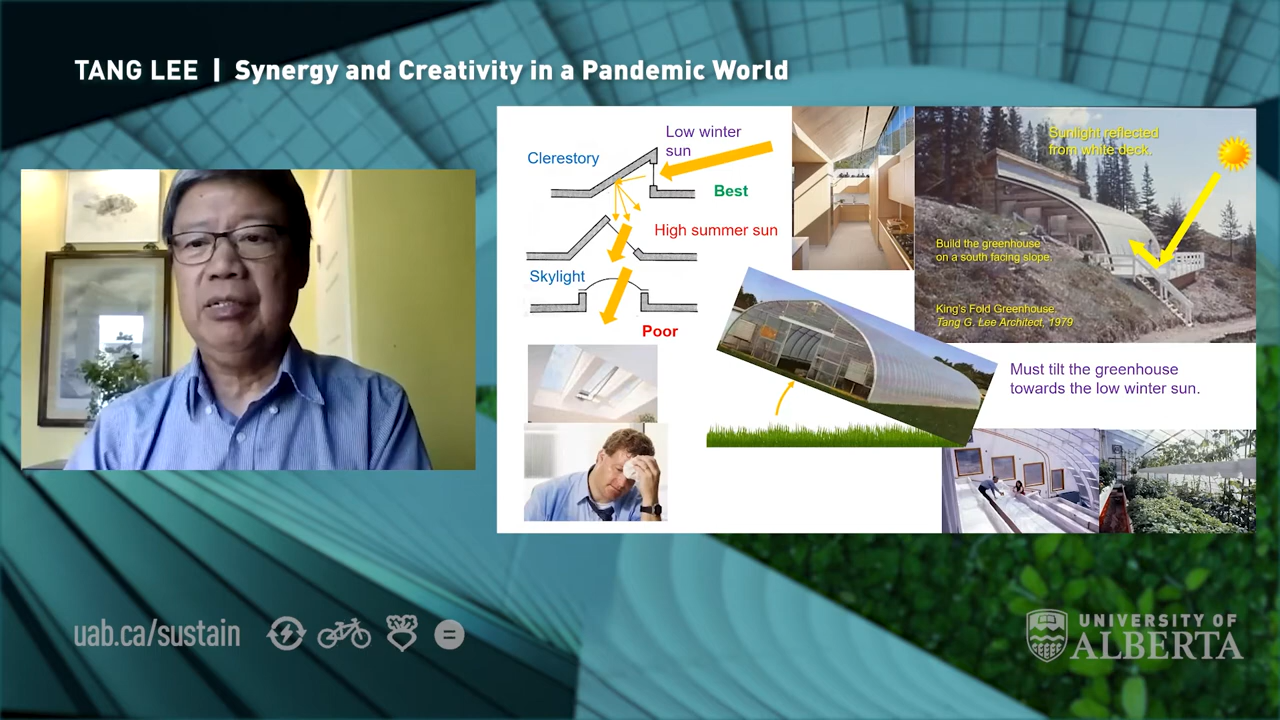 TANG LEE | Synergy and Creativity in a Pandemic World
Low winter
sun
Clerestory
Best
High summer sun
Skylight
Poor
Sunlight reflected
from white deck.
Build the greenhouse
on a south facing slope.
King's Fold Greenhouse
Tang G. Lee Architect, 1979
Must tilt the greenhouse
towards the low winter sun.
uab.ca/sustain
UNIVERSITY OF
ALBERTA